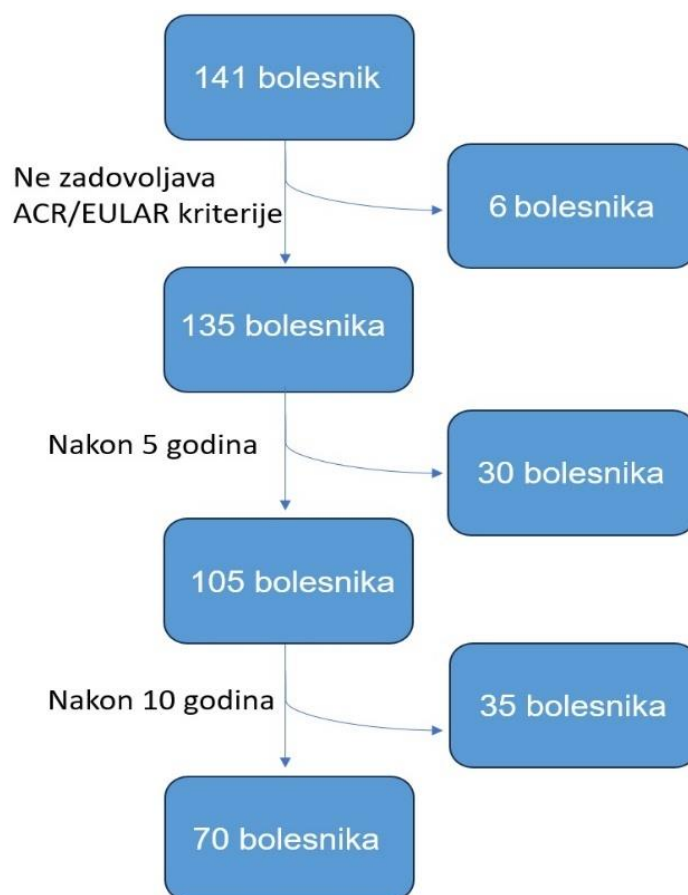 141 bolesnik
Ne zadovoljava
ACR/EULAR kriterije
6 bolesnika
135 bolesnika
Nakon 5 godina
30 bolesnika
105 bolesnika
Nakon 10 godina
35 bolesnika
70 bolesnika